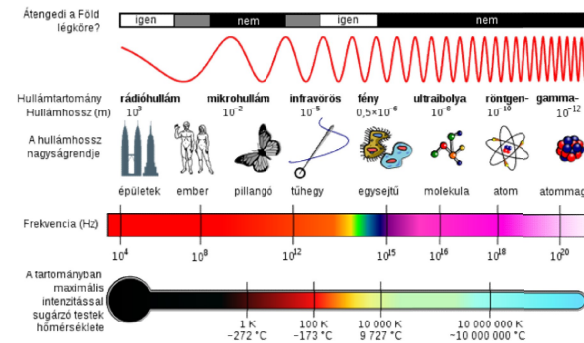 Átengedi a Föld légköre?
igen nem igen nem
Hullámtartomány rádióhullám mikrohullám infravörös fény ultraibolya röntgen- gamma-
Hullámhossz (m) 10³ 10⁻² 10⁻⁵ 0,5×10⁻⁶ 10⁻⁸ 10⁻¹⁰ 10⁻¹²
A hullámhossz nagyságrendje
épületek ember pillangó tűhegy egysejtű molekula atom atommag
Frekvencia (Hz)
10⁴ 10⁸ 10¹² 10¹⁵ 10¹⁶ 10¹⁸ 10²⁰
A tartományban
maximális
intenzitással
sugárzó testek
hőmérséklete
1 K 100 K 10 000 K 10 000 000 K
−272 °C −173 °C 9 727 °C ~10 000 000 °C